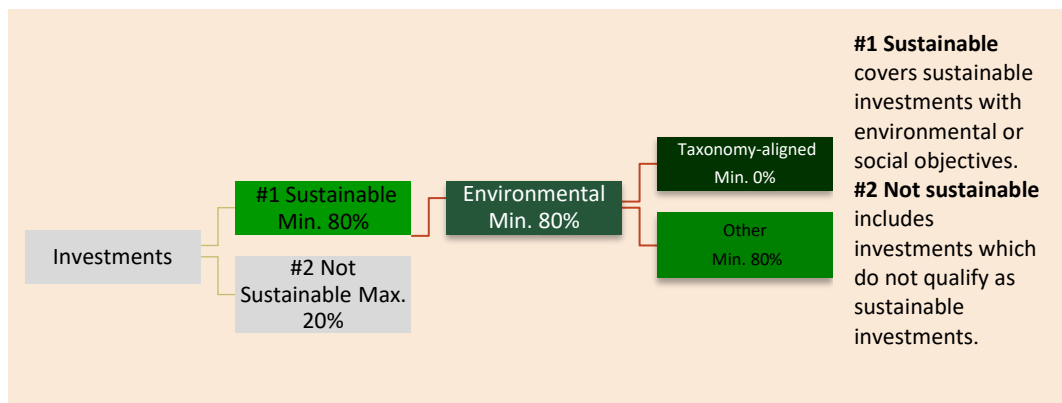 Investments
#1 Sustainable
Min. 80%
#2 Not
Sustainable Max.
20%
Environmental
Min. 80%
Taxonomy-aligned
Min. 0%
Other
Min. 80%
#1 Sustainable
covers sustainable
investments with
environmental or
social objectives.
#2 Not sustainable
includes
investments which
do not qualify as
sustainable
investments.